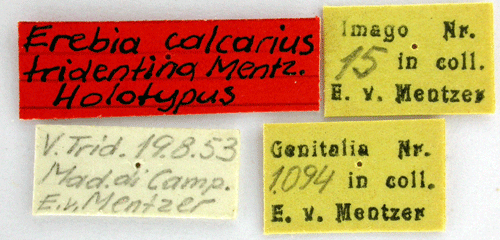 Erebia calcarius
tridentina Mentz.
Holotypus
Imago Nr.
15 in coll.
E. v. Mentzer
V. Trid. 19.8.53
Mad. di Camp.
E. v. Mentzer
Genitalia Nr.
1094 in coll.
E. v. Mentzer